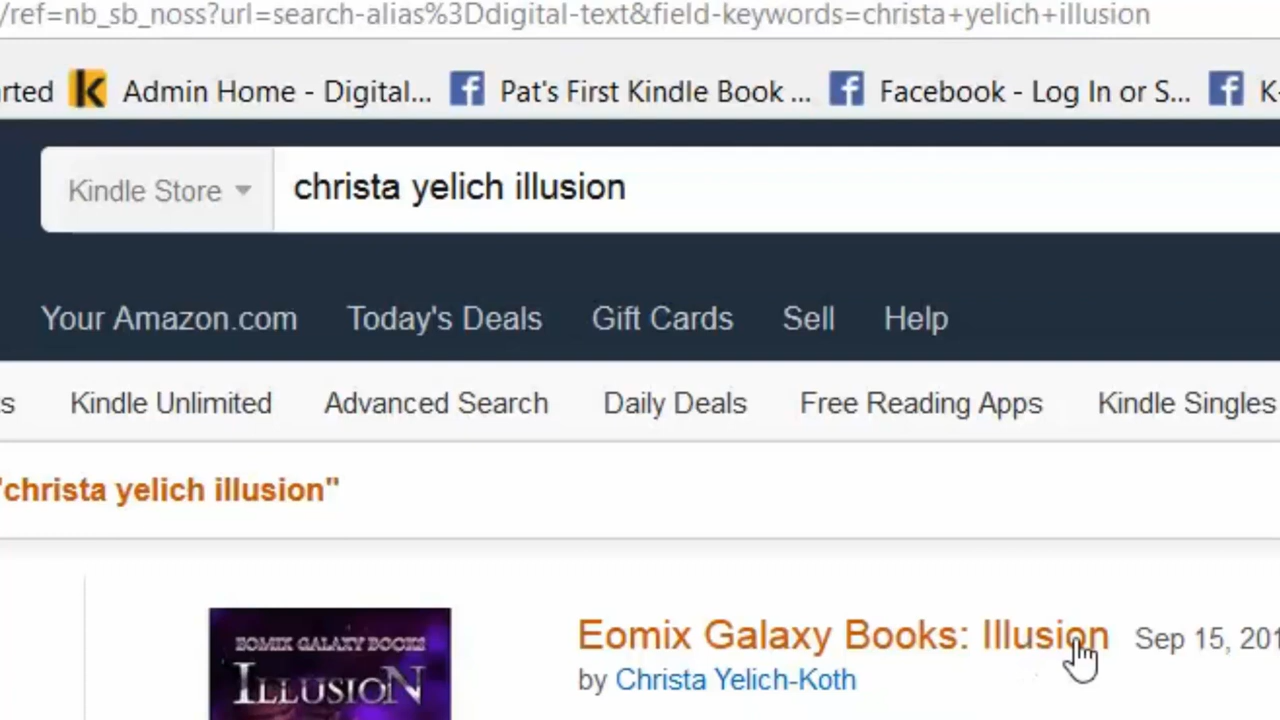 /ref=nb_sb_noss?url=search-alias%3Ddigital-text&field-keywords=christa+yelich+illusion
rted Admin Home - Digital... Pat's First Kindle Book ... Facebook - Log In or S... K-
Kindle Store christa yelich illusion
Your Amazon.com Today's Deals Gift Cards Sell Help
s Kindle Unlimited Advanced Search Daily Deals Free Reading Apps Kindle Singles
"christa yelich illusion"
EOMIX GALAXY BOOKS
ILLUSION
Eomix Galaxy Books: Illusion Sep 15, 201
by Christa Yelich-Koth